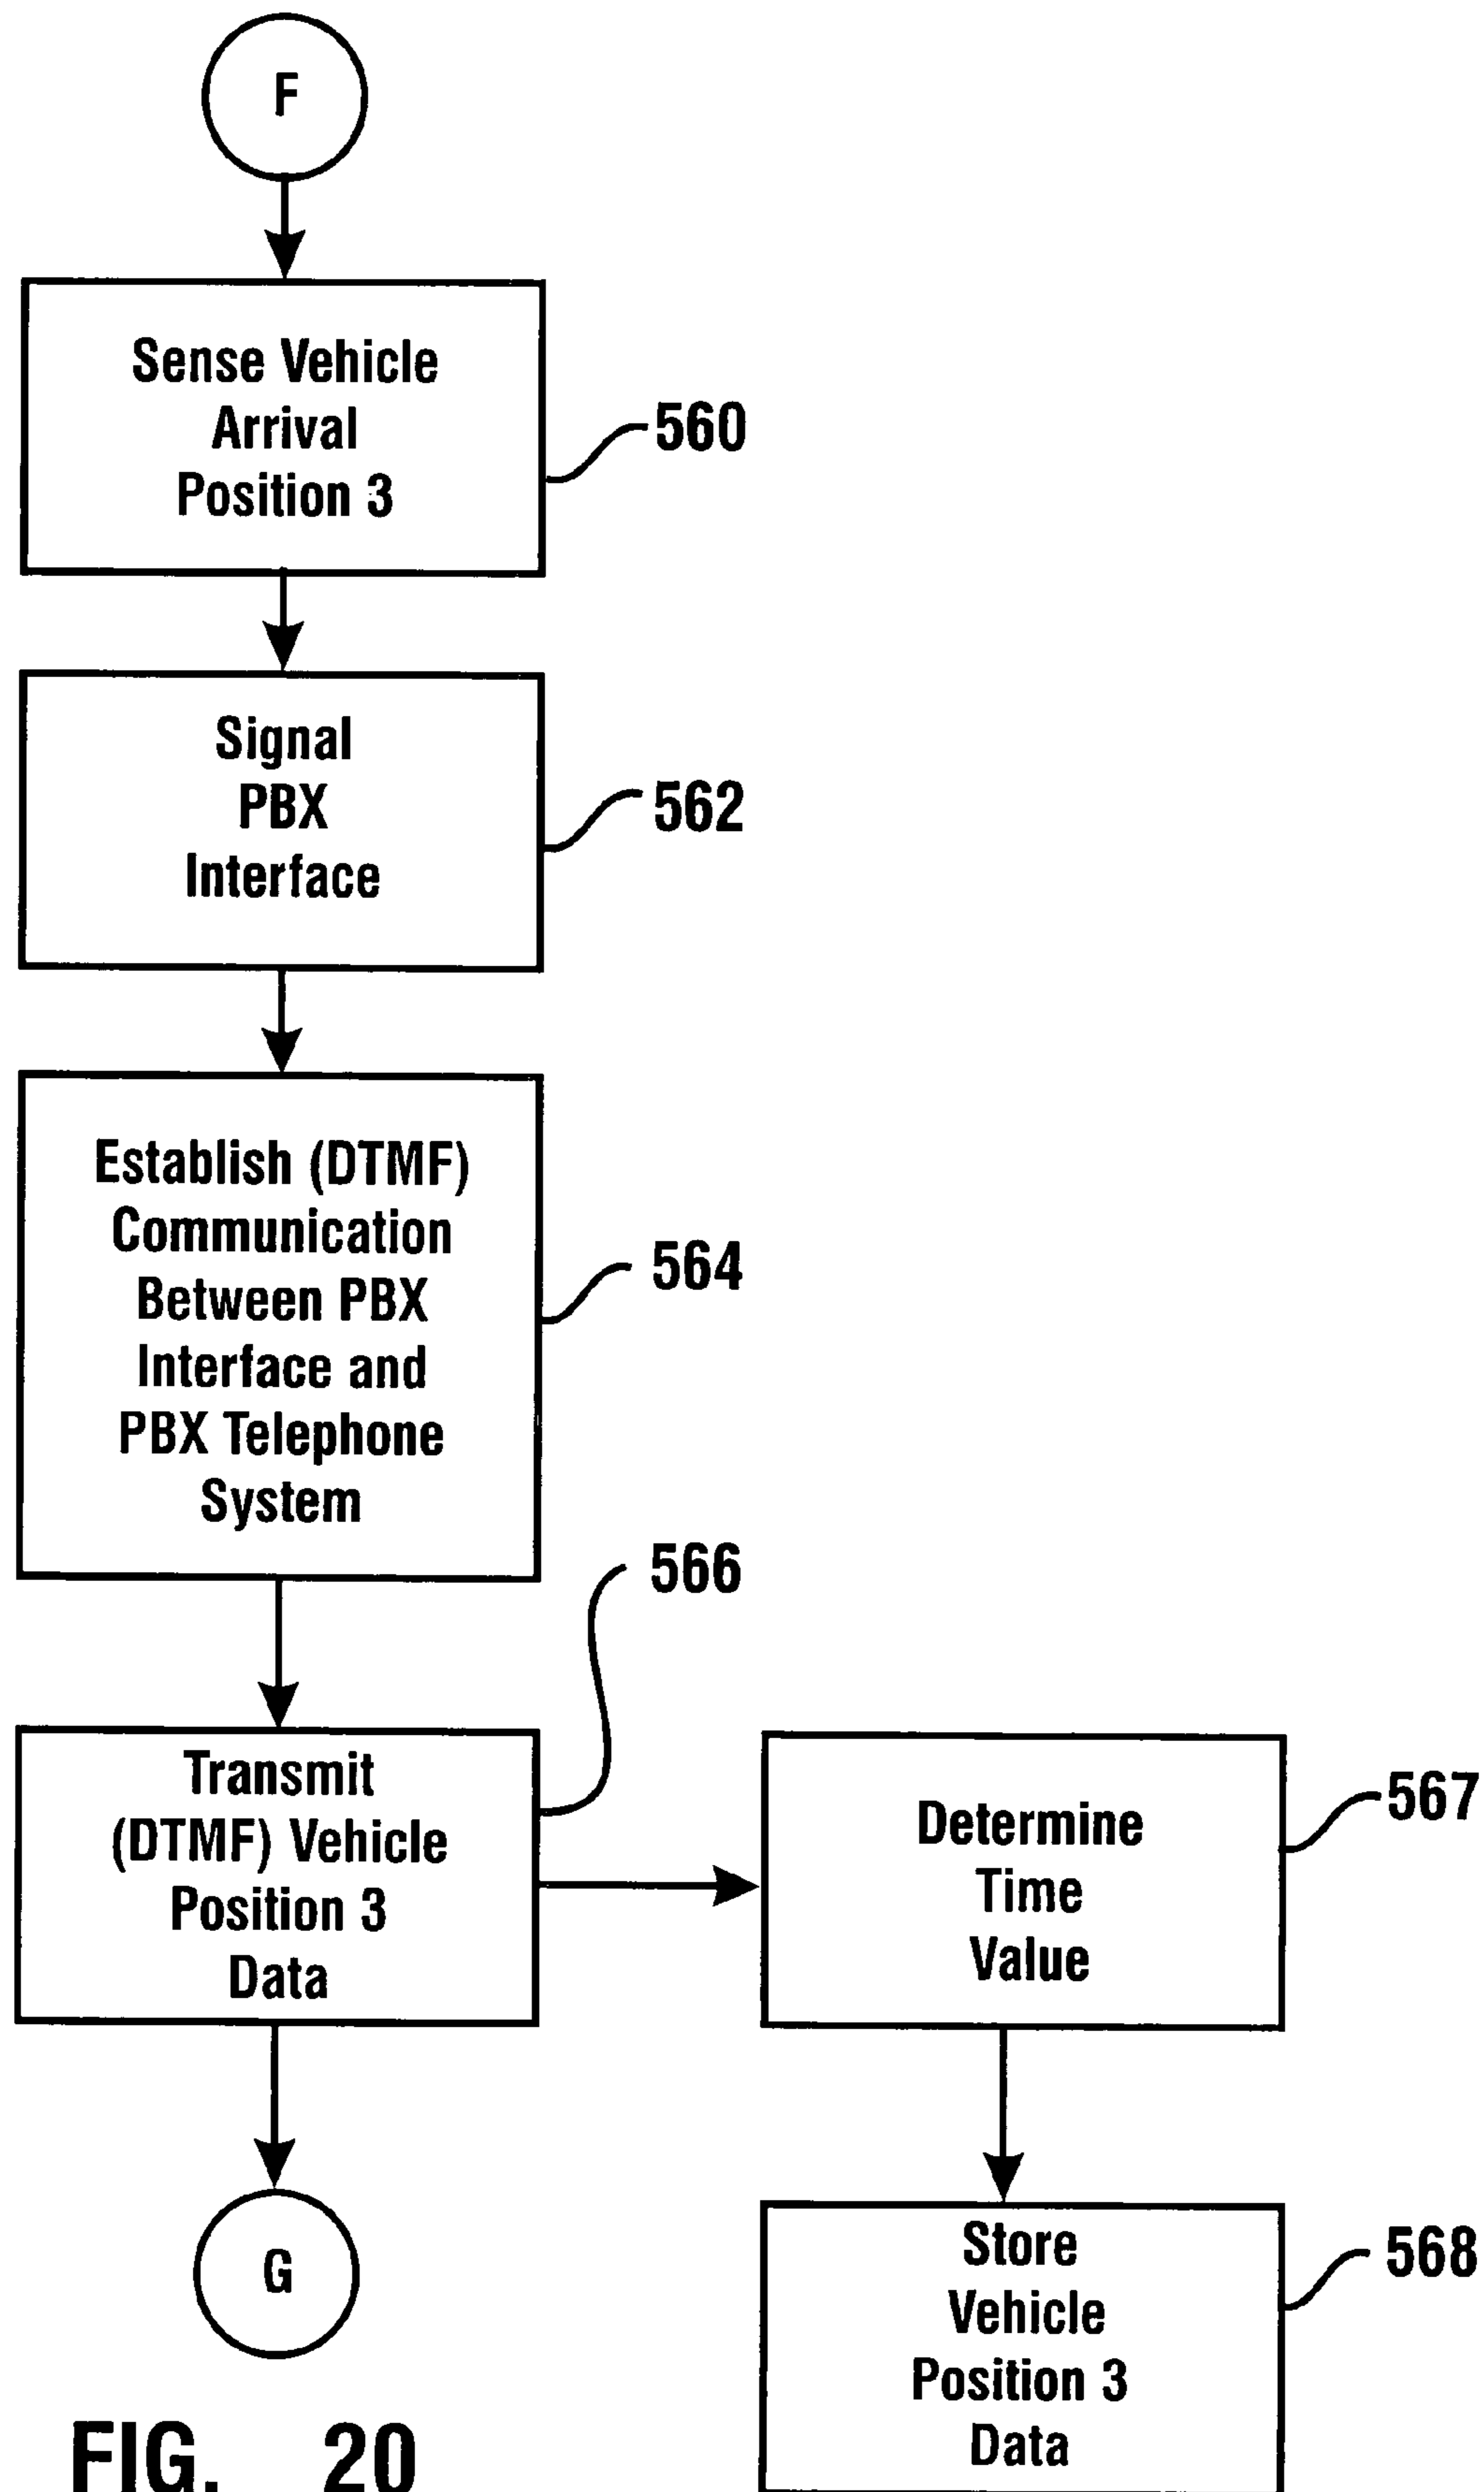 F
Sense Vehicle
Arrival
Position 3
560
Signal
PBX
Interface
562
Establish (DTMF)
Communication
Between PBX
Interface and
PBX Telephone
System
564
566
Transmit
(DTMF) Vehicle
Position 3
Data
Determine
Time
Value
567
G
Store
Vehicle
Position 3
Data
568
FIG. 20